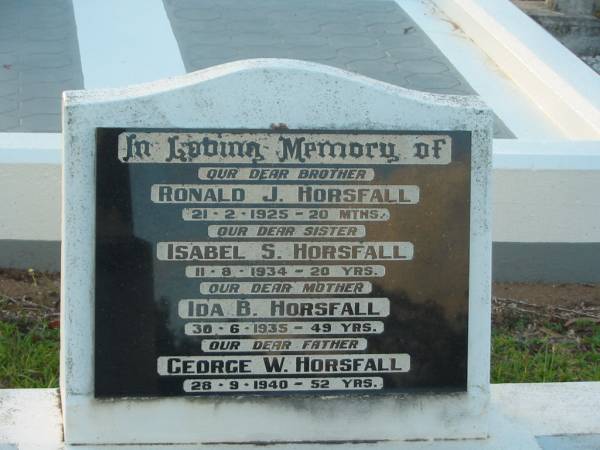 In Loving Memory of
OUR DEAR BROTHER
RONALD J. HORSFALL
21-2-1925-20 MTHS.
OUR DEAR SISTER
ISABEL S. HORSFALL
11-8-1934-20 YRS.
OUR DEAR MOTHER
IDA B. HORSFALL
30-6-1935-49 YRS.
OUR DEAR FATHER
GEORGE W. HORSFALL
28-9-1940-52 YRS.